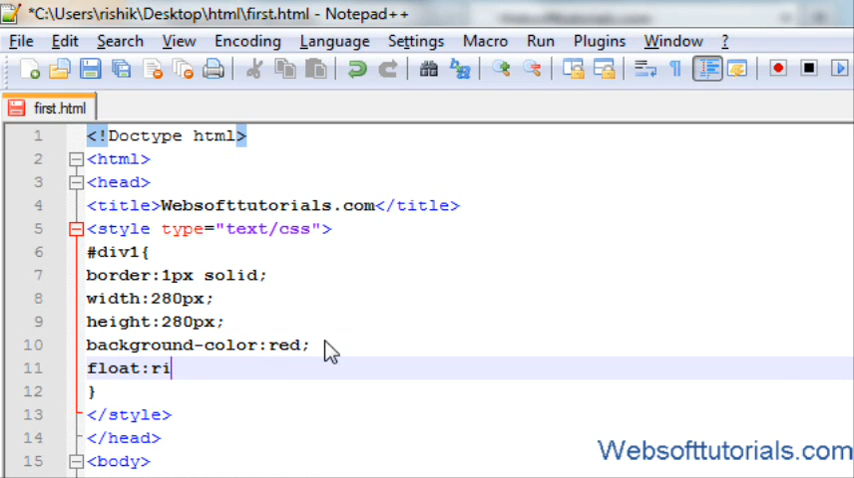 *C:\Users\rishik\Desktop\html\first.html - Notepad++
File Edit Search View Encoding Language Settings Macro Run Plugins Window ?
first.html
1 <!Doctype html>
2 <html>
3 <head>
4 <title>Websofttutorials.com</title>
5 <style type="text/css">
6 #div1{
7 border:1px solid;
8 width:280px;
9 height:280px;
10 background-color:red;
11 float:ri
12 }
13 </style>
14 </head>
15 <body>
Websofttutorials.com